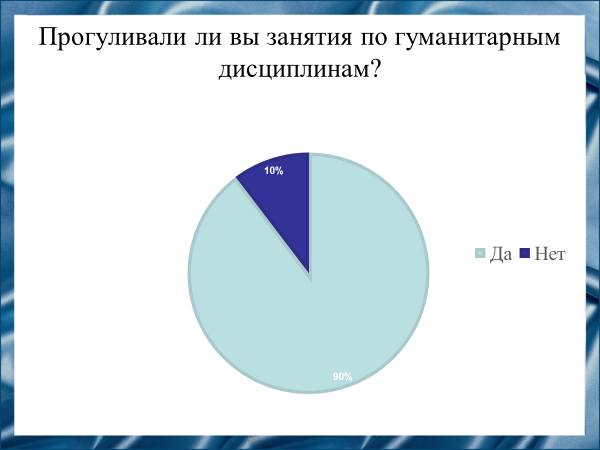 Прогуливали ли вы занятия по гуманитарным
дисциплинам?
10%
Да Нет
90%